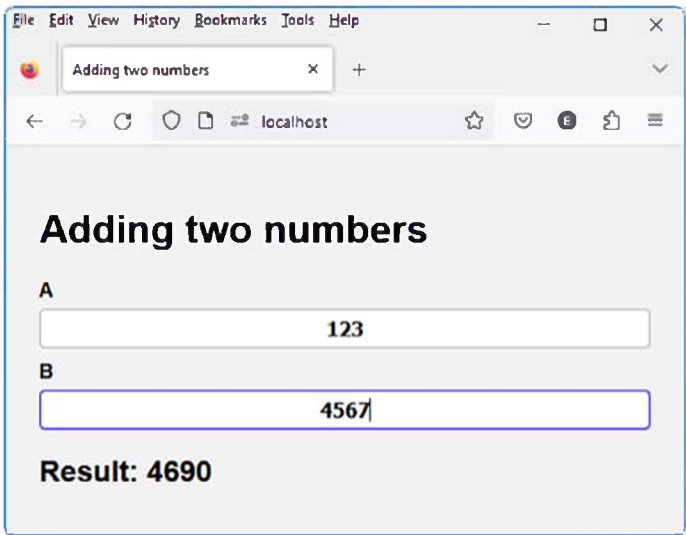 File Edit View History Bookmarks Tools Help
Adding two numbers
localhost
E
Adding two numbers
A
123
B
4567
Result: 4690